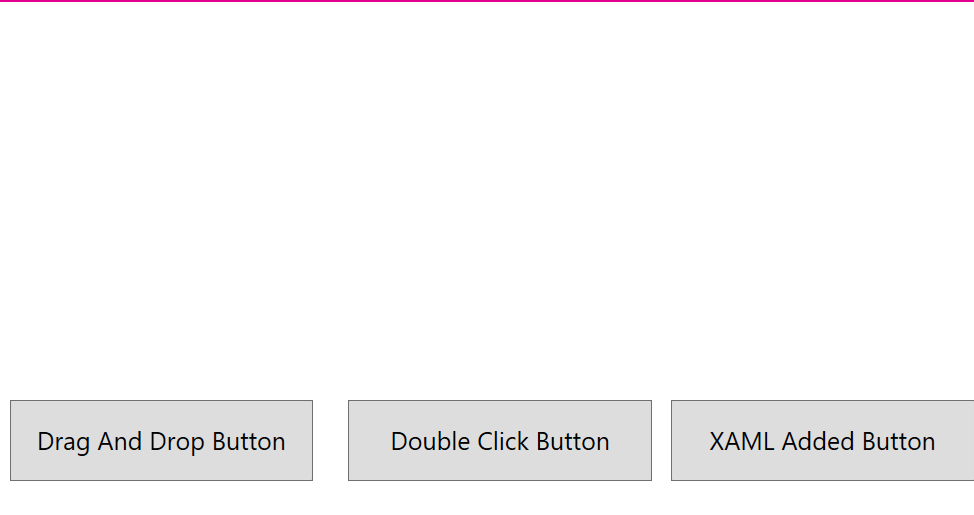 Drag And Drop Button
Double Click Button
XAML Added Button